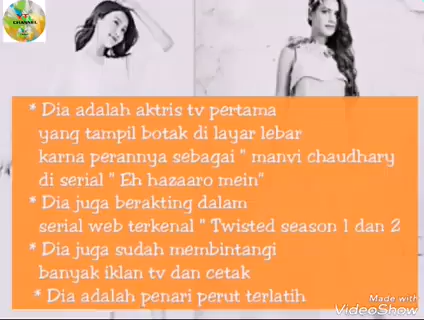 CHANNEL
* Dia adalah aktris tv pertama
yang tampil botak di layar lebar
karna perannya sebagai " manvi chaudhary
di serial " Eh hazaaro mein"
* Dia juga berakting dalam
serial web terkenal " Twisted season 1 dan 2
* Dia juga sudah membintangi
banyak iklan tv dan cetak
* Dia adalah penari perut terlatih
Made with
VideoShow